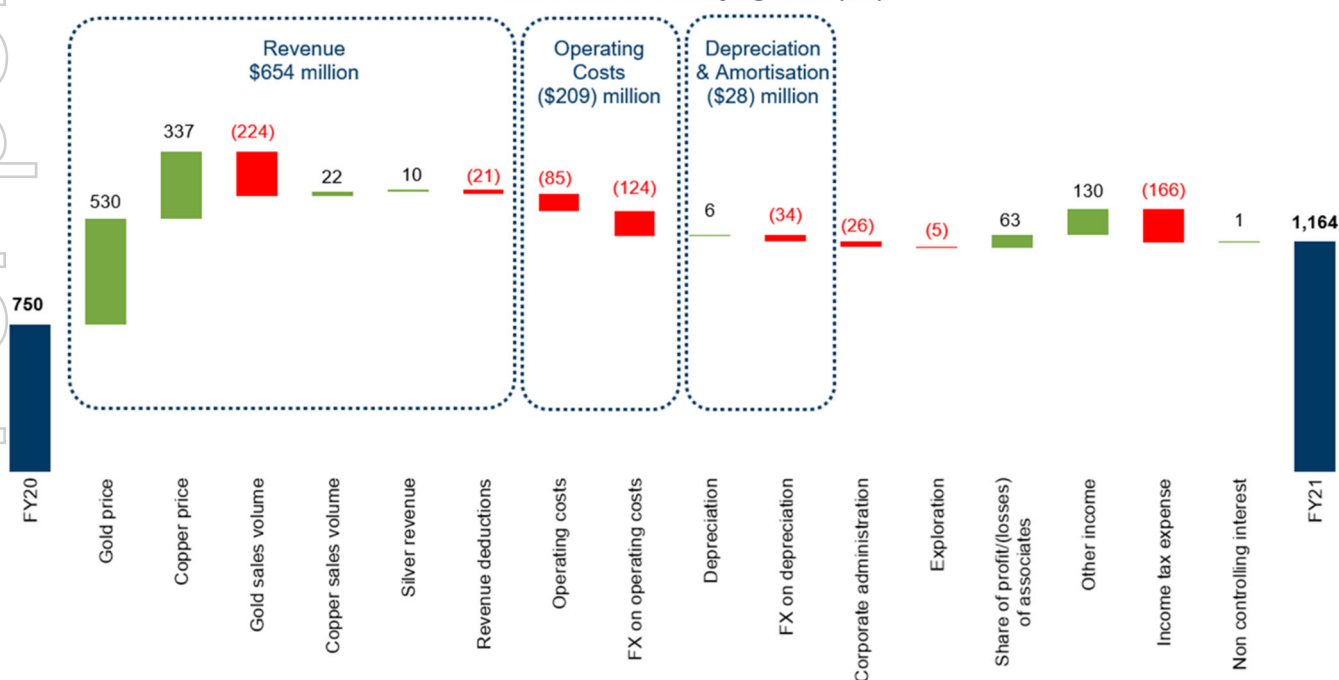 Revenue
$654 million
Operating
Costs
($209) million
Depreciation
& Amortisation
($28) million
750
530
337
(224)
22
10
(21)
(85)
(124)
6
(34)
(26)
(5)
63
130
(166)
1
1,164
FY20
Gold price
Copper price
Gold sales volume
Copper sales volume
Silver revenue
Revenue deductions
Operating costs
FX on operating costs
Depreciation
FX on depreciation
Corporate administration
Exploration
Share of profit/(losses)
of associates
Other income
Income tax expense
Non controlling interest
FY21